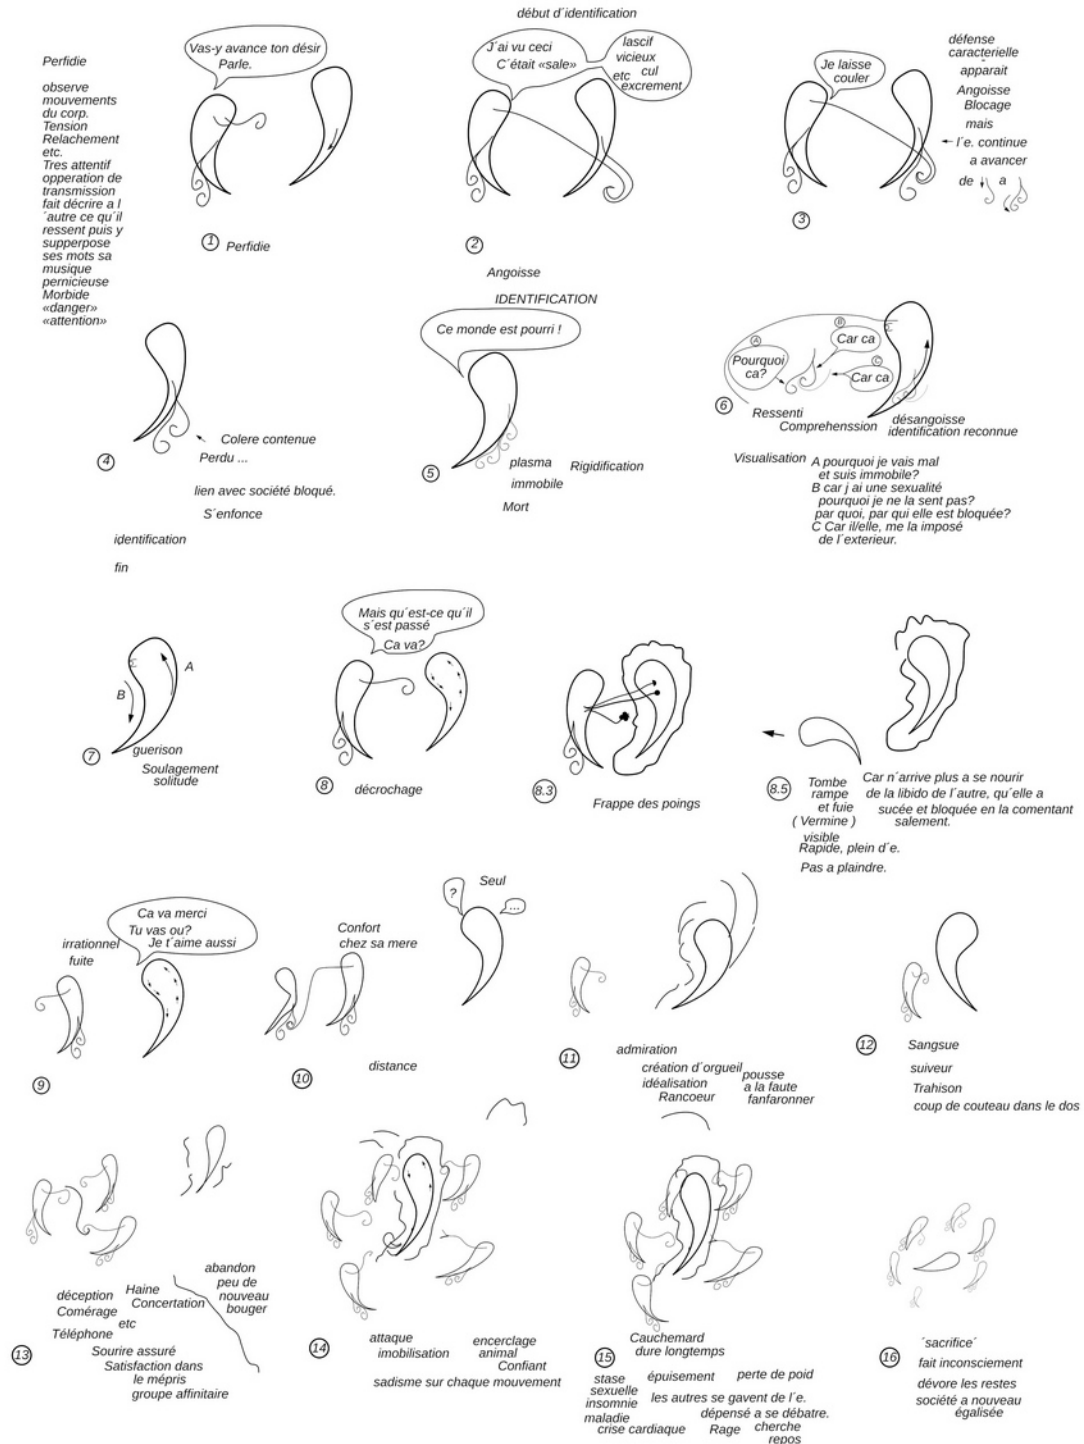 Perfidie
observe
mouvements
du corp.
Tension
Relachement
etc.
Tres attentif
opperation de
transmission
fait décrire a l
´autre ce qu´il
ressent puis y
supperpose
ses mots sa
musique
pernicieuse
Morbide
«danger»
«attention»
Vas-y avance ton désir
Parle.
1 Perfidie
début d´identification
J´ai vu ceci
C´était «sale»
lascif
vicieux
etc cul
excrement
2
Angoisse
Je laisse
couler
3
défense
caracterielle
-
apparait
Angoisse
Blocage
mais
l´e. continue
a avancer
de a
4
Colere contenue
Perdu ...
lien avec société bloqué.
S´enfonce
identification
fin
IDENTIFICATION
Ce monde est pourri !
5
plasma
immobile
Rigidification
Mort
A
Pourquoi
ca?
B
Car ca
C
Car ca
Σ
6
Ressenti
Comprehenssion
désangoisse
identification reconnue
Visualisation
A pourquoi je vais mal
et suis immobile?
B car j ai une sexualité
pourquoi je ne la sent pas?
par quoi, par qui elle est bloquée?
C Car il/elle, me la imposé
de l´exterieur.
Σ
A
B
7
guerison
Soulagement
solitude
Mais qu´est-ce qu´il
s´est passé
Ca va?
8
décrochage
8.3
Frappe des poings
8.5
Tombe
rampe
et fuie
( Vermine )
visible
Rapide, plein d´e.
Pas a plaindre.
Car n´arrive plus a se nourir
de la libido de l´autre, qu´elle a
sucée et bloquée en la comentant
salement.
Ca va merci
Tu vas ou?
Je t´aime aussi
irrationnel
fuite
9
?
Seul
...
Confort
chez sa mere
10
distance
11
admiration
création d´orgueil
idéalisation
Rancoeur
pousse
a la faute
fanfaronner
12
Sangsue
suiveur
Trahison
coup de couteau dans le dos
13
déception
Comérage
Téléphone
Haine
Concertation
etc
abandon
peu de
nouveau
bouger
Sourire assuré
Satisfaction dans
le mépris
groupe affinitaire
14
attaque
imobilisation
encerclage
animal
Confiant
sadisme sur chaque mouvement
15
Cauchemard
dure longtemps
stase
sexuelle
insomnie
maladie
crise cardiaque
épuisement
perte de poid
les autres se gavent de l´e.
dépensé a se débatre.
Rage
cherche
repos
16
´sacrifice´
fait inconsciement
dévore les restes
société a nouveau
égalisée